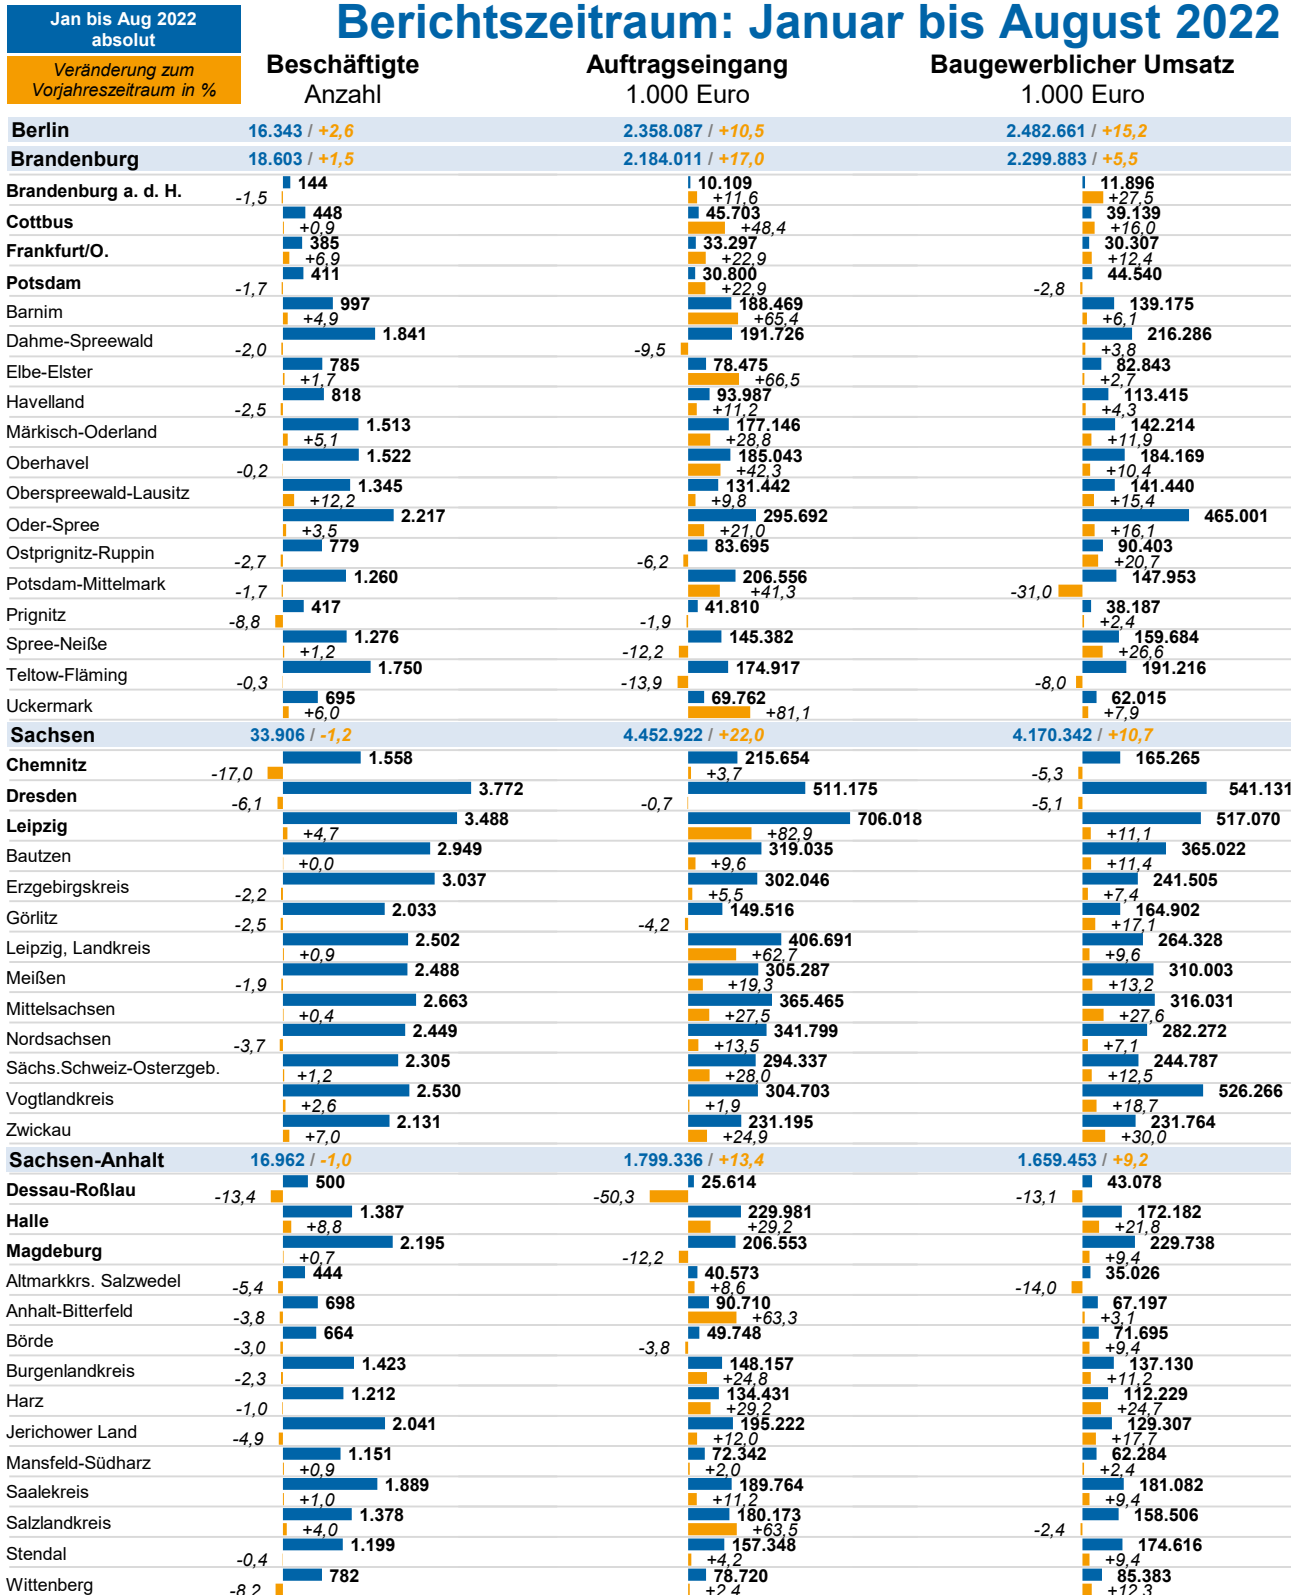 Jan bis Aug 2022
absolut
Veränderung zum
Vorjahreszeitraum in %
Berichtszeitraum: Januar bis August 2022
Beschäftigte Auftragseingang Baugewerblicher Umsatz
Anzahl 1.000 Euro 1.000 Euro
Berlin 16.343 / +2,6 2.358.087 / +10,5 2.482.661 / +15,2
Brandenburg 18.603 / +1,5 2.184.011 / +17,0 2.299.883 / +5,5
Brandenburg a. d. H. 144 10.109 11.896
-1,5 +11,6 +27,5
Cottbus 448 45.703 39.139
+0,9 +48,4 +16,0
Frankfurt/O. 385 33.297 30.307
+6,9 +22,9 +12,4
Potsdam 411 30.800 44.540
-1,7 +22,9 -2,8
Barnim 997 188.469 139.175
+4,9 +65,4 +6,1
Dahme-Spreewald 1.841 191.726 216.286
-2,0 -9,5 +3,8
Elbe-Elster 785 78.475 82.843
+1,7 +66,5 +2,7
Havelland 818 93.987 113.415
-2,5 +11,2 +4,3
Märkisch-Oderland 1.513 177.146 142.214
+5,1 +28,8 +11,9
Oberhavel 1.522 185.043 184.169
-0,2 +42,3 +10,4
Oberspreewald-Lausitz 1.345 131.442 141.440
+12,2 +9,8 +15,4
Oder-Spree 2.217 295.692 465.001
+3,5 +21,0 +16,1
Ostprignitz-Ruppin 779 83.695 90.403
-2,7 -6,2 +20,7
Potsdam-Mittelmark 1.260 206.556 147.953
-1,7 +41,3 -31,0
Prignitz 417 41.810 38.187
-8,8 -1,9 +2,4
Spree-Neiße 1.276 145.382 159.684
+1,2 -12,2 +26,6
Teltow-Fläming 1.750 174.917 191.216
-0,3 -13,9 -8,0
Uckermark 695 69.762 62.015
+6,0 +81,1 +7,9
Sachsen 33.906 / -1,2 4.452.922 / +22,0 4.170.342 / +10,7
Chemnitz 1.558 215.654 165.265
-17,0 +3,7 -5,3
Dresden 3.772 511.175 541.131
-6,1 -0,7 -5,1
Leipzig 3.488 706.018 517.070
+4,7 +82,9 +11,1
Bautzen 2.949 319.035 365.022
+0,0 +9,6 +11,4
Erzgebirgskreis 3.037 302.046 241.505
-2,2 +5,5 +7,4
Görlitz 2.033 149.516 164.902
-2,5 -4,2 +17,1
Leipzig, Landkreis 2.502 406.691 264.328
+0,9 +62,7 +9,6
Meißen 2.488 305.287 310.003
-1,9 +19,3 +13,2
Mittelsachsen 2.663 365.465 316.031
+0,4 +27,5 +27,6
Nordsachsen 2.449 341.799 282.272
-3,7 +13,5 +7,1
Sächs.Schweiz-Osterzgeb. 2.305 294.337 244.787
+1,2 +28,0 +12,5
Vogtlandkreis 2.530 304.703 526.266
+2,6 +1,9 +18,7
Zwickau 2.131 231.195 231.764
+7,0 +24,9 +30,0
Sachsen-Anhalt 16.962 / -1,0 1.799.336 / +13,4 1.659.453 / +9,2
Dessau-Roßlau 500 25.614 43.078
-13,4 -50,3 -13,1
Halle 1.387 229.981 172.182
+8,8 +29,2 +21,8
Magdeburg 2.195 206.553 229.738
+0,7 -12,2 +9,4
Altmarkkrs. Salzwedel 444 40.573 35.026
-5,4 +8,6 -14,0
Anhalt-Bitterfeld 698 90.710 67.197
-3,8 +63,3 +3,1
Börde 664 49.748 71.695
-3,0 -3,8 +9,4
Burgenlandkreis 1.423 148.157 137.130
-2,3 +24,8 +11,2
Harz 1.212 134.431 112.229
-1,0 +29,2 +24,7
Jerichower Land 2.041 195.222 129.307
-4,9 +12,0 +17,7
Mansfeld-Südharz 1.151 72.342 62.284
+0,9 +2,0 +2,4
Saalekreis 1.889 189.764 181.082
+1,0 +11,2 +9,4
Salzlandkreis 1.378 180.173 158.506
+4,0 +63,5 -2,4
Stendal 1.199 157.348 174.616
-0,4 +4,2 +9,4
Wittenberg 782 78.720 85.383
-8,2 +2,4 +12,3